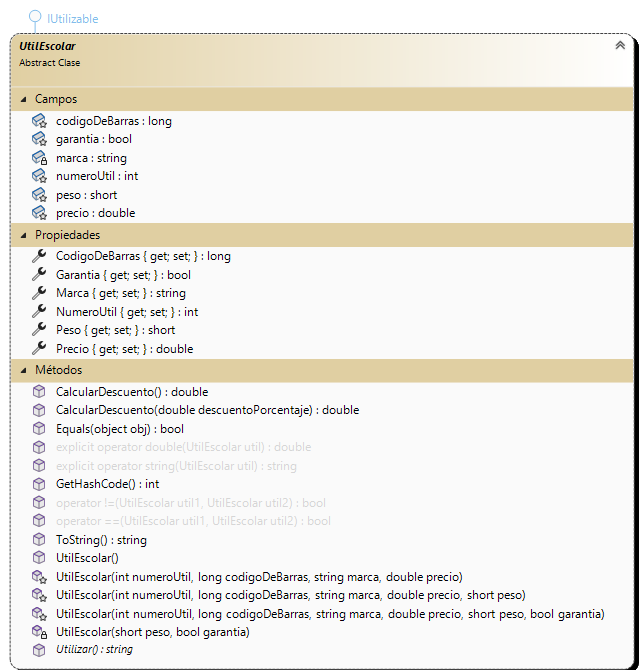 IUtilizable
UtilEscolar
Abstract Clase
Campos
codigoDeBarras : long
garantia : bool
marca : string
numeroUtil : int
peso : short
precio : double
Propiedades
CodigoDeBarras { get; set; } : long
Garantia { get; set; } : bool
Marca { get; set; } : string
NumeroUtil { get; set; } : int
Peso { get; set; } : short
Precio { get; set; } : double
Métodos
CalcularDescuento() : double
CalcularDescuento(double descuentoPorcentaje) : double
Equals(object obj) : bool
explicit operator double(UtilEscolar util) : double
explicit operator string(UtilEscolar util) : string
GetHashCode() : int
operator !=(UtilEscolar util1, UtilEscolar util2) : bool
operator ==(UtilEscolar util1, UtilEscolar util2) : bool
ToString() : string
UtilEscolar()
UtilEscolar(int numeroUtil, long codigoDeBarras, string marca, double precio)
UtilEscolar(int numeroUtil, long codigoDeBarras, string marca, double precio, short peso)
UtilEscolar(int numeroUtil, long codigoDeBarras, string marca, double precio, short peso, bool garantia)
UtilEscolar(short peso, bool garantia)
Utilizar() : string